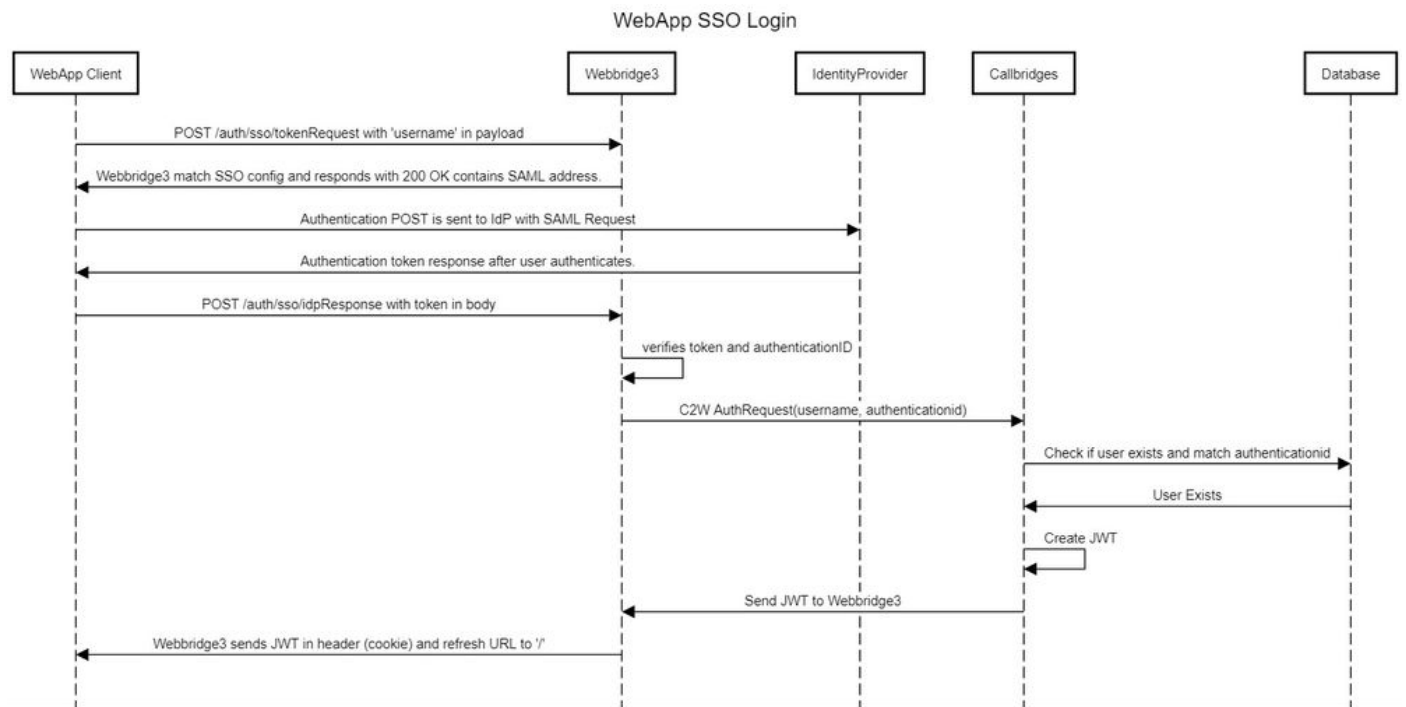 WebApp SSO Login
WebApp Client
Webbridge3
IdentityProvider
Callbridges
Database
POST /auth/sso/tokenRequest with 'username' in payload
Webbridge3 match SSO config and responds with 200 OK contains SAML address.
Authentication POST is sent to IdP with SAML Request
Authentication token response after user authenticates.
POST /auth/sso/idpResponse with token in body
verifies token and authenticationID
C2W AuthRequest(username, authenticationid)
Check if user exists and match authenticationid
User Exists
Create JWT
Send JWT to Webbridge3
Webbridge3 sends JWT in header (cookie) and refresh URL to '/'